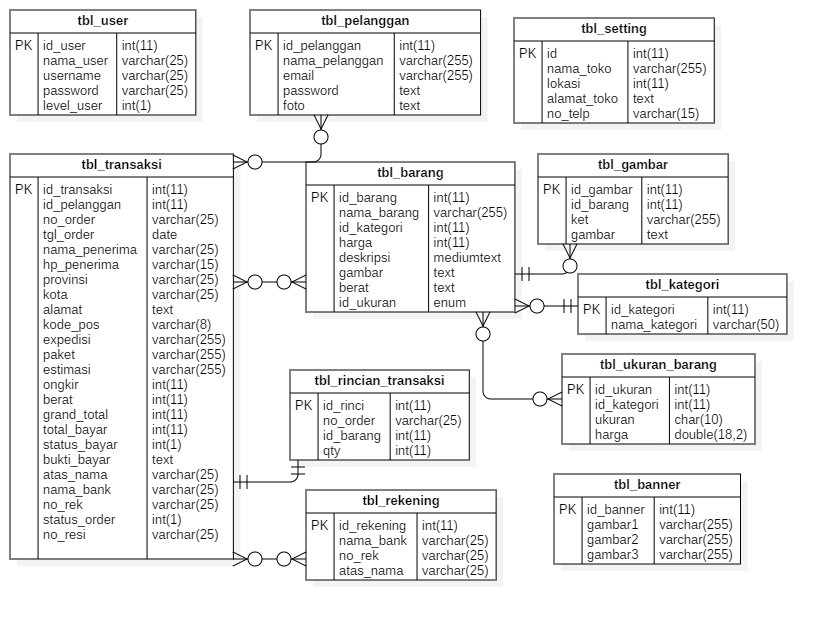 tbl_user
PK id_user int(11)
nama_user varchar(25)
username varchar(25)
password varchar(25)
level_user int(1)
tbl_pelanggan
PK id_pelanggan int(11)
nama_pelanggan varchar(255)
email varchar(255)
password text
foto text
tbl_setting
PK id int(11)
nama_toko varchar(255)
lokasi int(11)
alamat_toko text
no_telp varchar(15)
tbl_transaksi
PK id_transaksi int(11)
id_pelanggan int(11)
no_order varchar(25)
tgl_order date
nama_penerima varchar(25)
hp_penerima varchar(15)
provinsi varchar(25)
kota varchar(25)
alamat text
kode_pos varchar(8)
expedisi varchar(255)
paket varchar(255)
estimasi varchar(255)
ongkir int(11)
berat int(11)
grand_total int(11)
total_bayar int(11)
status_bayar int(1)
bukti_bayar text
atas_nama varchar(25)
nama_bank varchar(25)
no_rek varchar(25)
status_order int(1)
no_resi varchar(25)
tbl_barang
PK id_barang int(11)
nama_barang varchar(255)
id_kategori int(11)
harga int(11)
deskripsi mediumtext
gambar text
berat text
id_ukuran enum
tbl_gambar
PK id_gambar int(11)
id_barang int(11)
ket varchar(255)
gambar text
tbl_kategori
PK id_kategori int(11)
nama_kategori varchar(50)
tbl_rincian_transaksi
PK id_rinci int(11)
no_order varchar(25)
id_barang int(11)
qty int(11)
tbl_ukuran_barang
PK id_ukuran int(11)
id_kategori int(11)
ukuran char(10)
harga double(18,2)
tbl_rekening
PK id_rekening int(11)
nama_bank varchar(25)
no_rek varchar(25)
atas_nama varchar(25)
tbl_banner
PK id_banner int(11)
gambar1 varchar(255)
gambar2 varchar(255)
gambar3 varchar(255)